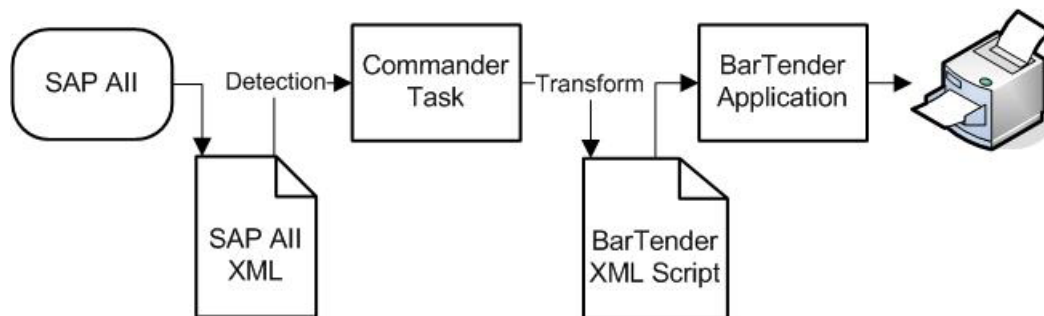 SAP AII
Detection
Commander
Task
Transform
BarTender
Application
SAP AII
XML
BarTender
XML Script